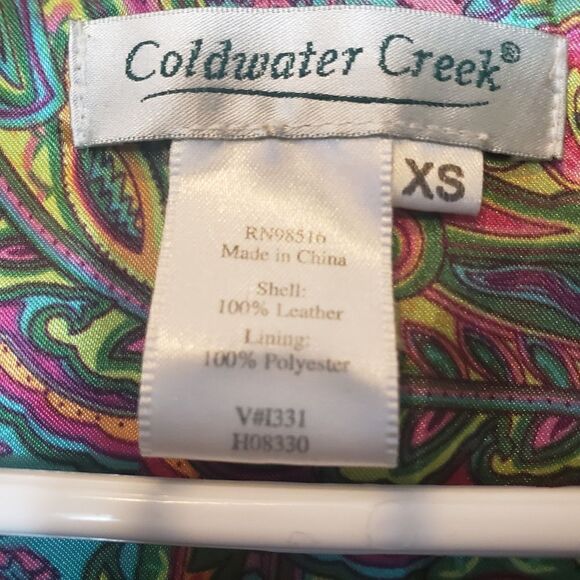 Coldwater Creek®
XS
RN98516
Made in China
Shell:
100% Leather
Lining:
100% Polyester
V#I331
H08330